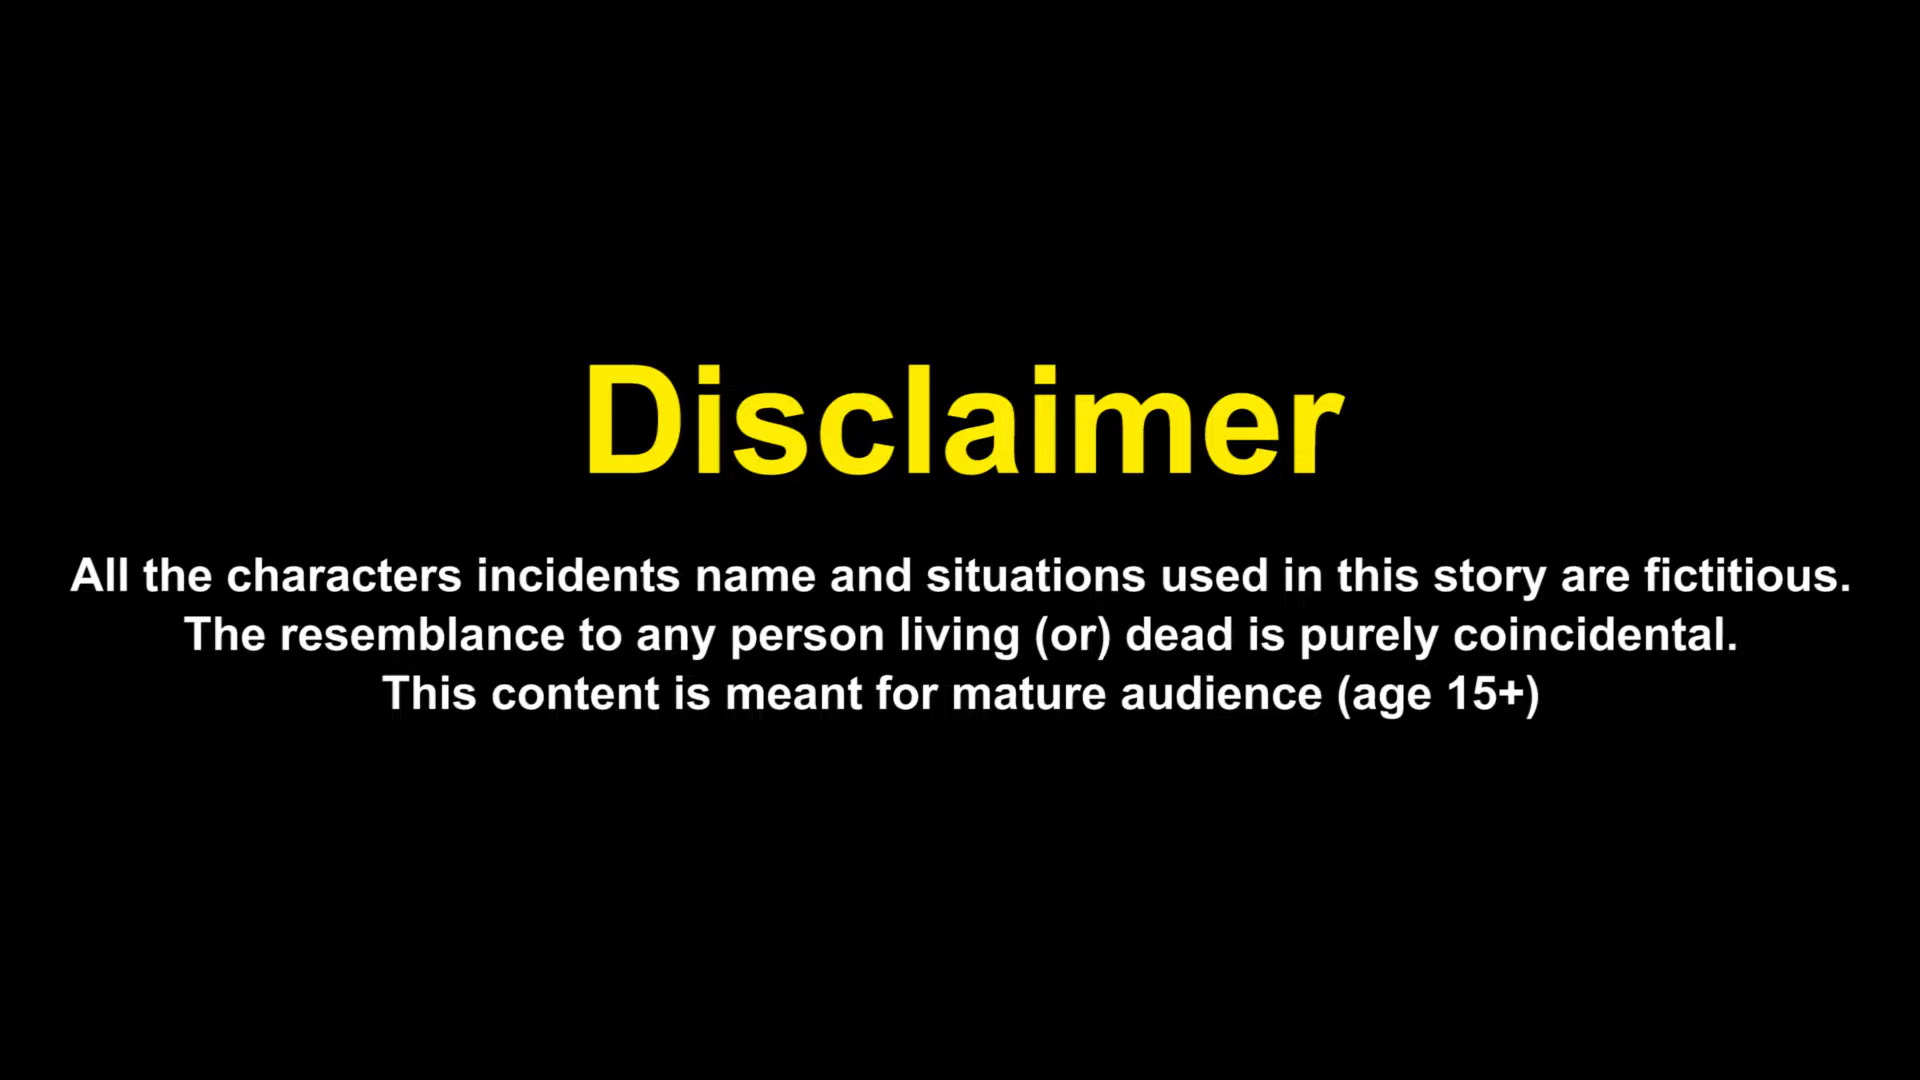 Disclaimer
All the characters incidents name and situations used in this story are fictitious.
The resemblance to any person living (or) dead is purely coincidental.
This content is meant for mature audience (age 15+)